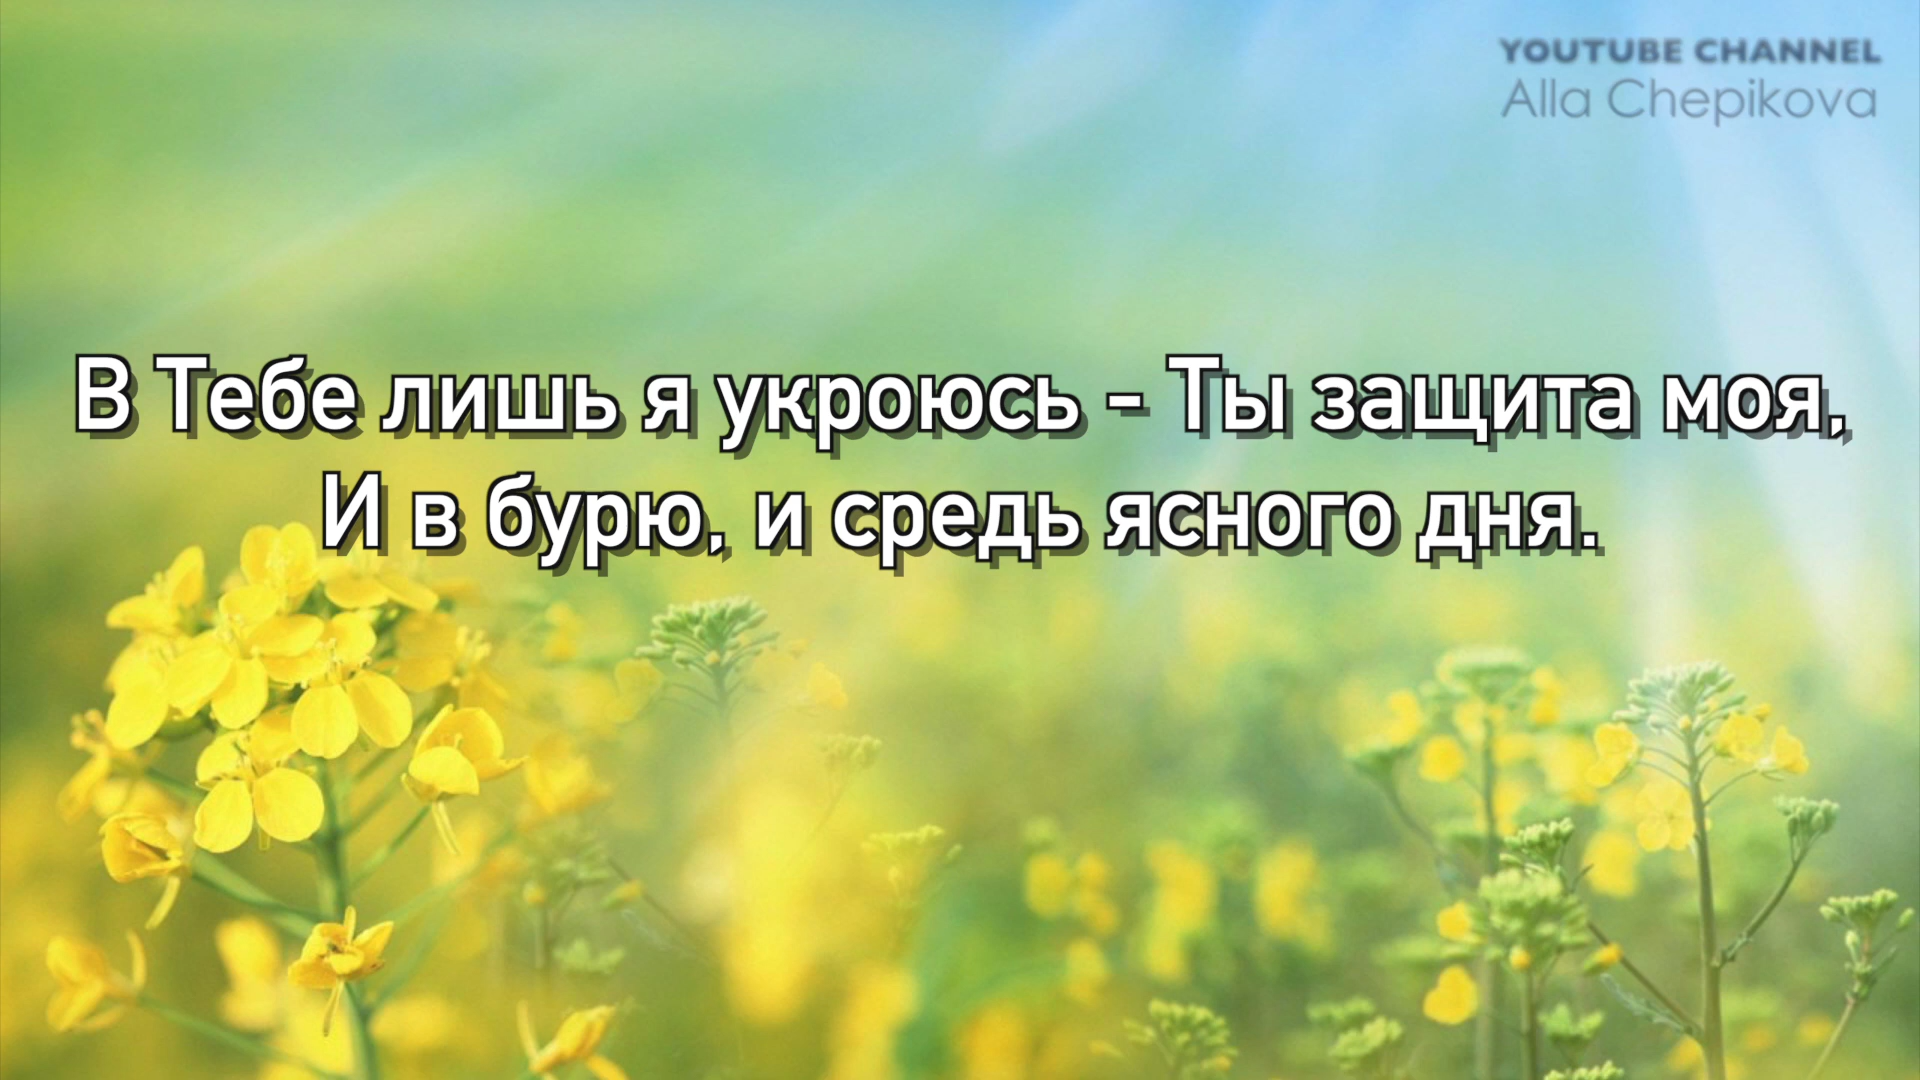 YOUTUBE CHANNEL
Alla Chepikova
В Тебе лишь я укроюсь – Ты защита моя,
И в бурю, и средь ясного дня.